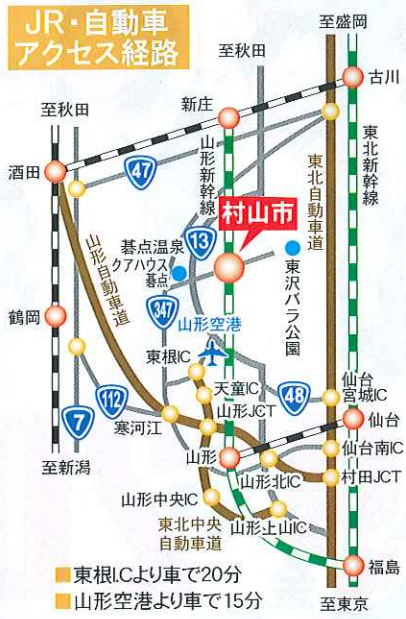 JR・自動車
アクセス経路
至盛岡
至秋田
古川
新庄
至秋田
酒田
47
山形新幹線
東北自動車道
東北新幹線
村山市
13
碁点温泉
クアハウス
碁点
山形自動車道
東沢バラ公園
347
鶴岡
山形空港
東根IC
天童IC
48
仙台
宮城IC
山形JCT
112
7
寒河江
仙台
仙台南IC
至新潟
山形
山形北IC
村田JCT
山形中央IC
山形上山IC
東北中央
自動車道
福島
■東根I.Cより車で20分
■山形空港より車で15分
至東京